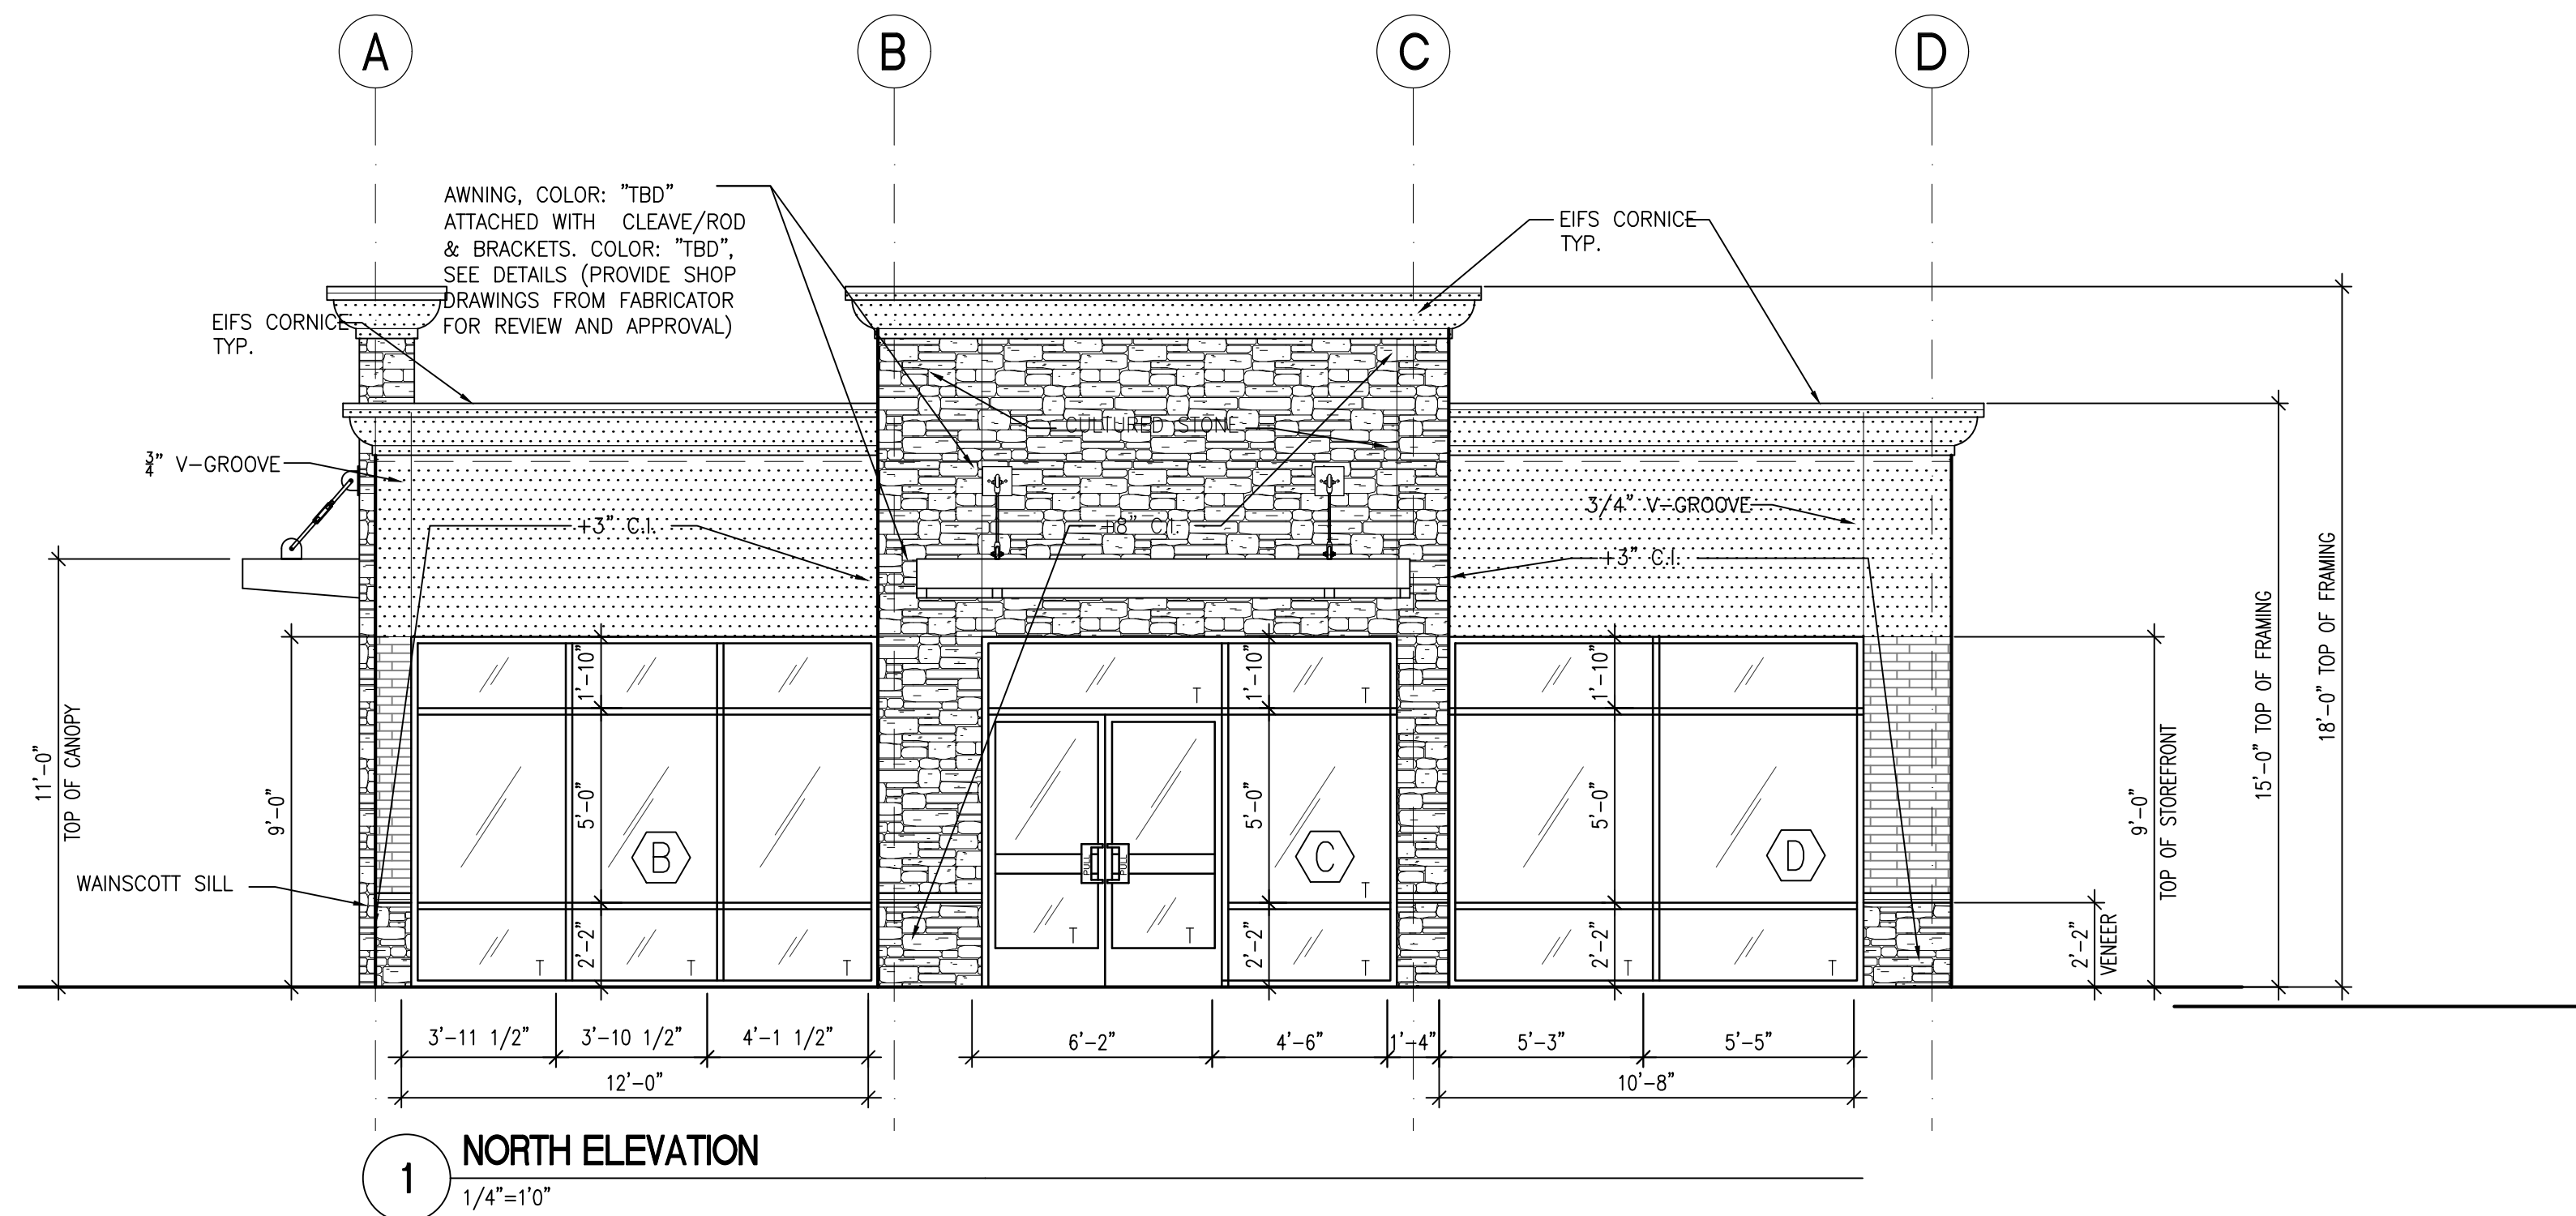 A
B
C
D
AWNING, COLOR: "TBD"
ATTACHED WITH CLEAVE/ROD
& BRACKETS. COLOR: "TBD",
SEE DETAILS (PROVIDE SHOP
DRAWINGS FROM FABRICATOR
FOR REVIEW AND APPROVAL)
EIFS CORNICE
TYP.
EIFS CORNICE
TYP.
3/4" V-GROOVE
CULTURED STONE
3/4" V-GROOVE
+3" C.I.
+8" C.I.
+3" C.I.
11'-0"
TOP OF CANOPY
9'-0"
WAINSCOTT SILL
1'-10"
5'-0"
2'-2"
B
T
T
T
PULL
PULL
T
T
T
T
T
T
1'-10"
5'-0"
2'-2"
C
1'-10"
5'-0"
2'-2"
D
T
T
2'-2"
VENEER
9'-0"
TOP OF STOREFRONT
15'-0" TOP OF FRAMING
18'-0" TOP OF FRAMING
3'-11 1/2"
3'-10 1/2"
4'-1 1/2"
6'-2"
4'-6"
1'-4"
5'-3"
5'-5"
12'-0"
10'-8"
1
NORTH ELEVATION
1/4"=1'0"